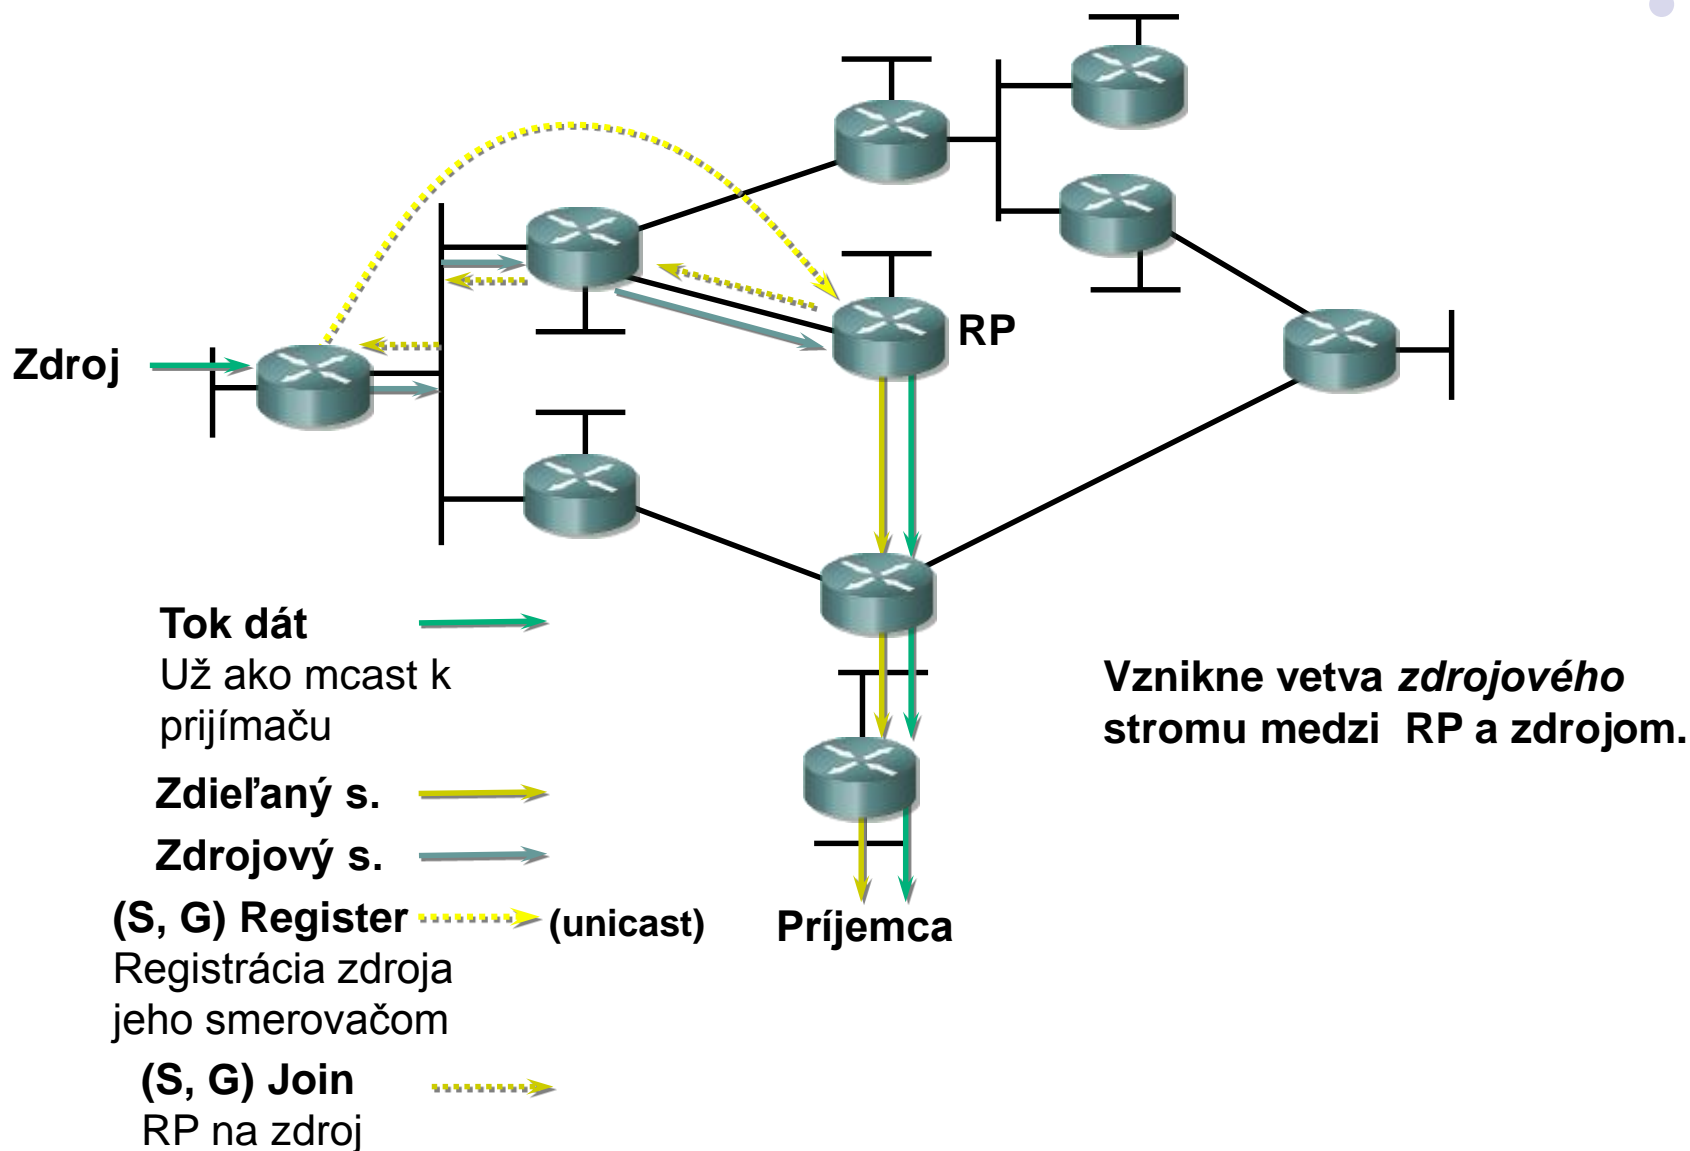 RP
Zdroj
Tok dát
Už ako mcast k
prijímaču
Vznikne vetva zdrojového
stromu medzi RP a zdrojom.
Zdieľaný s.
Zdrojový s.
(S, G) Register (unicast)
Príjemca
Registrácia zdroja
jeho smerovačom
(S, G) Join
RP na zdroj